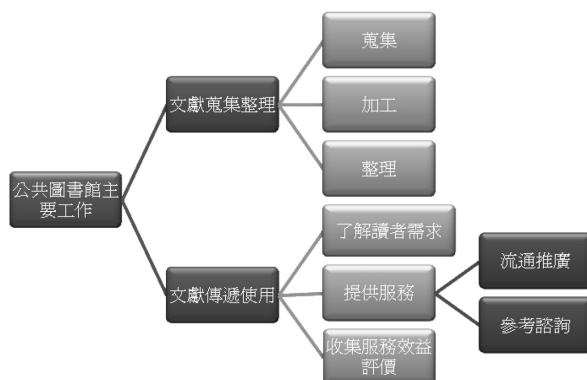 公共圖書館主
要工作
文獻蒐集整理
蒐集
加工
整理
文獻傳遞使用
了解讀者需求
提供服務
流通推廣
參考諮詢
收集服務效益
評價